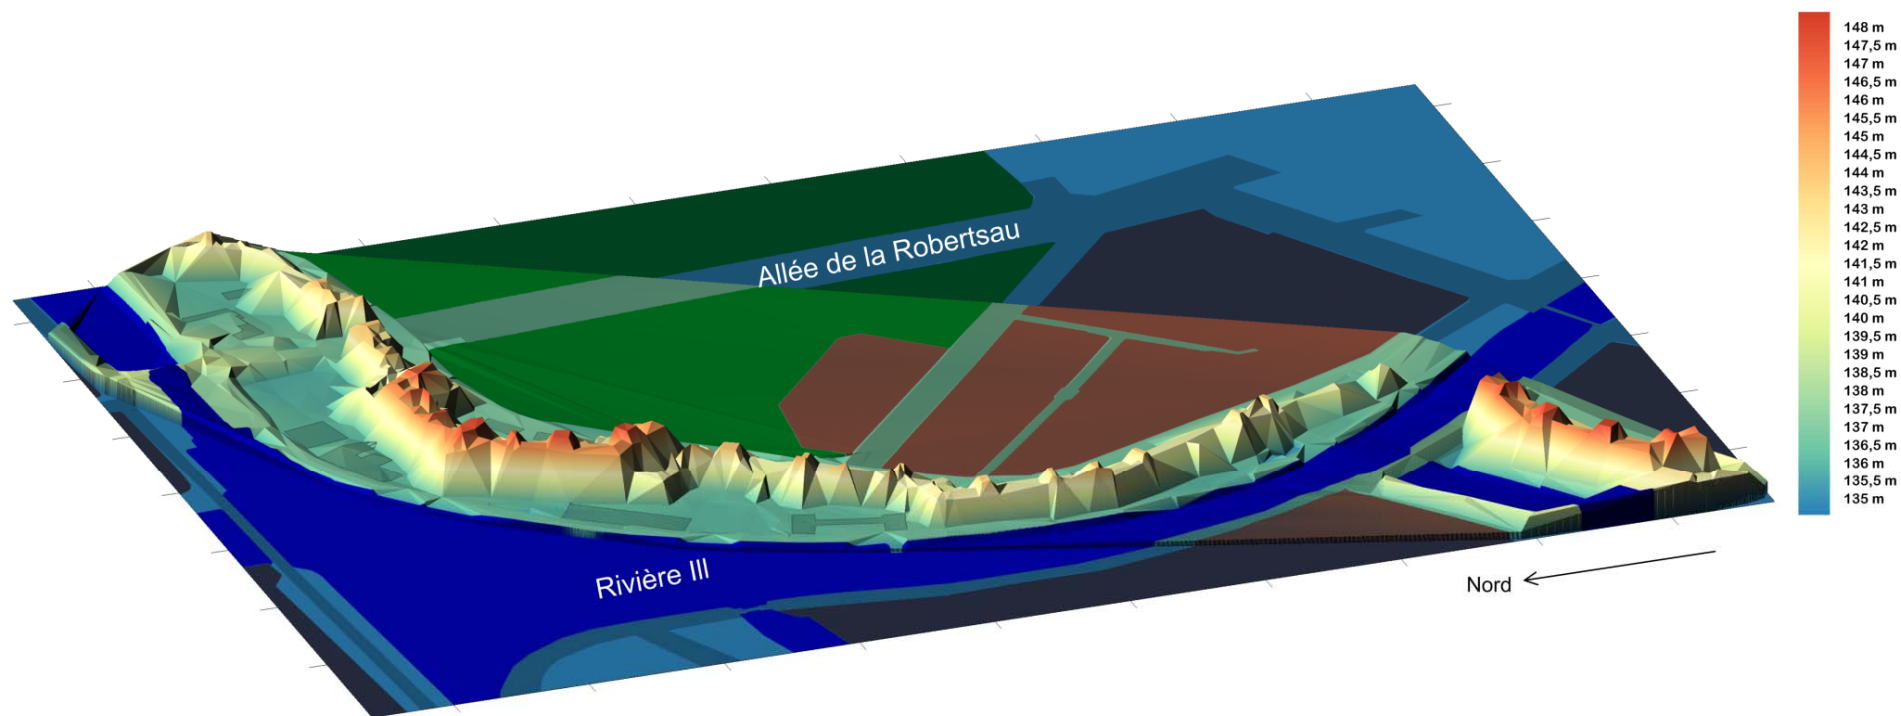 148 m
147,5 m
147 m
146,5 m
146 m
145,5 m
145 m
144,5 m
144 m
143,5 m
143 m
142,5 m
142 m
141,5 m
141 m
140,5 m
140 m
139,5 m
139 m
138,5 m
138 m
137,5 m
137 m
136,5 m
136 m
135,5 m
135 m
Allée de la Robertsau
Rivière Ill
Nord